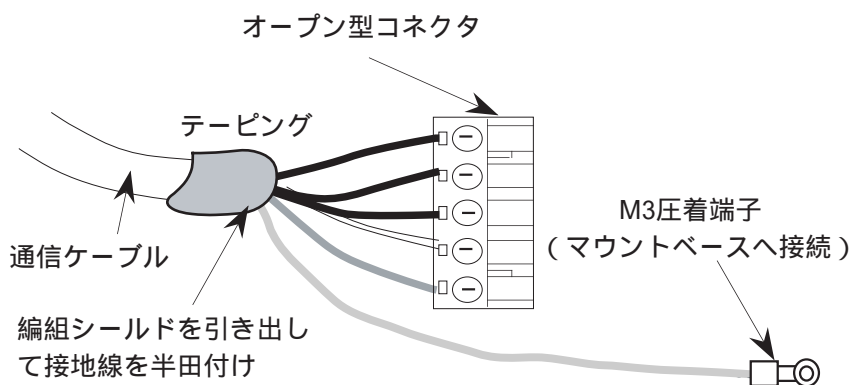 オープン型コネクタ
テーピング
M3圧着端子
(マウントベースへ接続)
通信ケーブル
編組シールドを引き出し
て接地線を半田付け